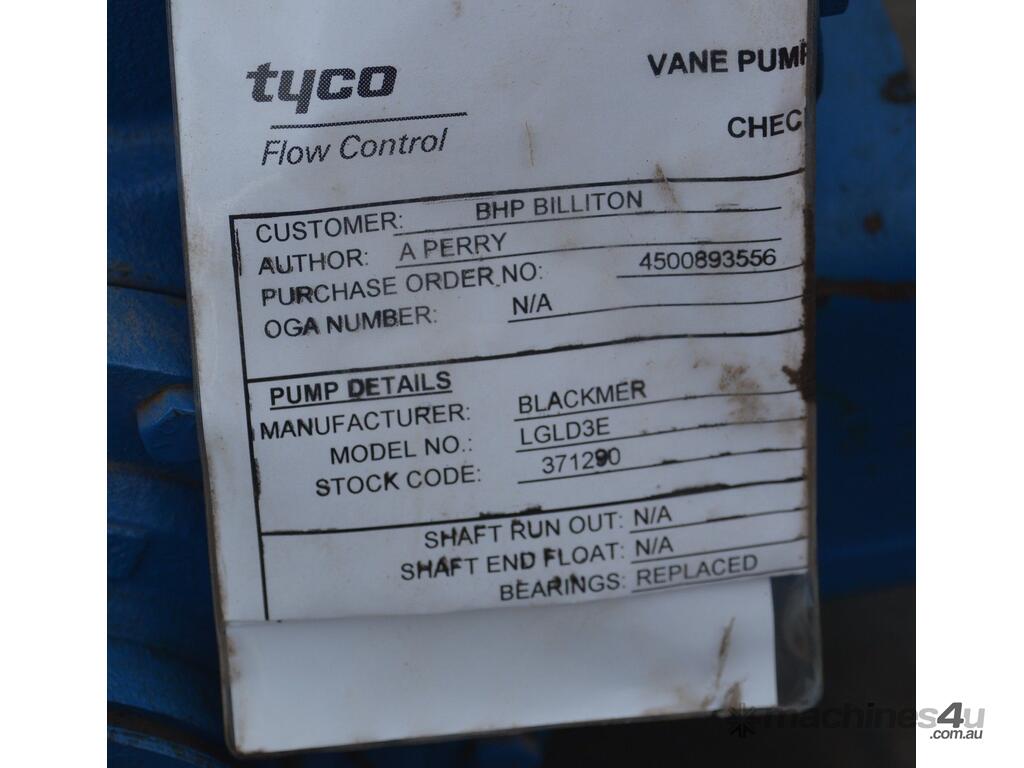 tyco
Flow Control
VANE PUMP
CHEC
CUSTOMER: BHP BILLITON
AUTHOR: A PERRY
PURCHASE ORDER NO: 4500893556
OGA NUMBER: N/A
PUMP DETAILS
MANUFACTURER: BLACKMER
MODEL NO.: LGLD3E
STOCK CODE: 371290
SHAFT RUN OUT: N/A
SHAFT END FLOAT: N/A
BEARINGS: REPLACED
machines4u
.com.au